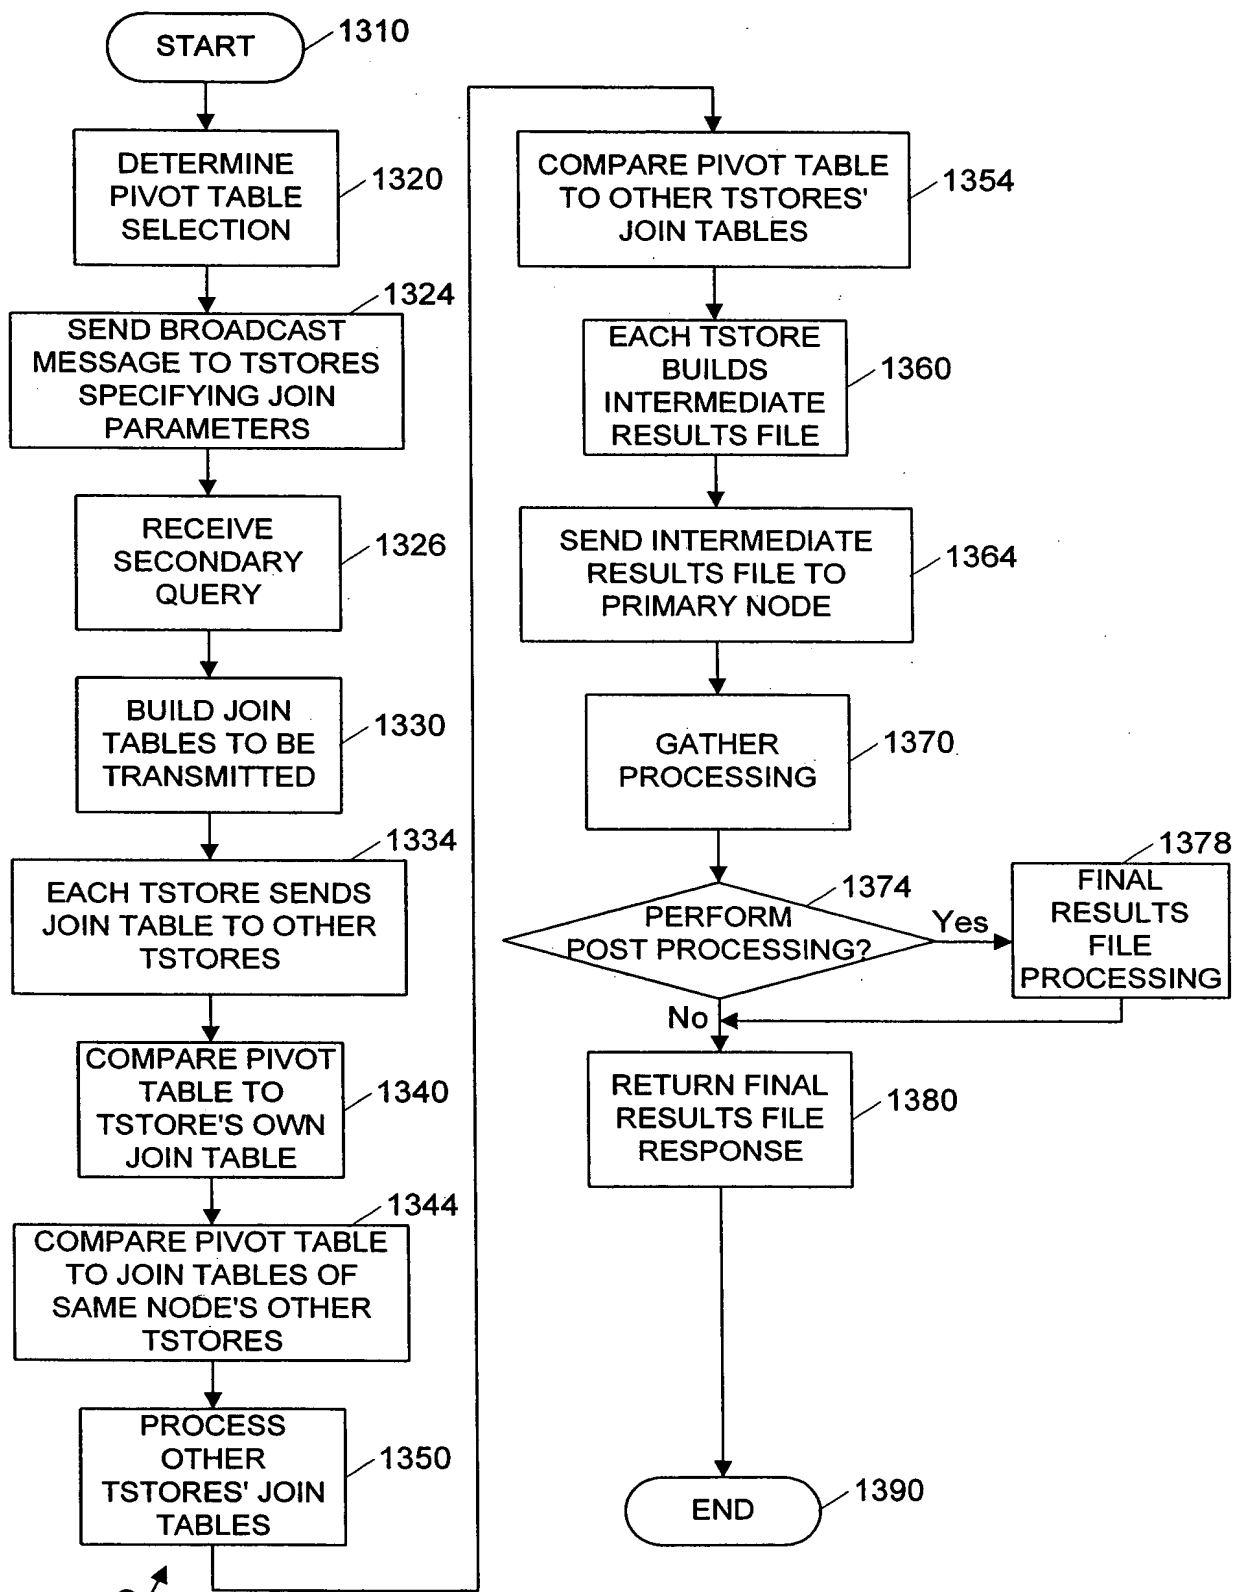 START
1310
DETERMINE
PIVOT TABLE
SELECTION
1320
1324
SEND BROADCAST
MESSAGE TO TSTORES
SPECIFYING JOIN
PARAMETERS
RECEIVE
SECONDARY
QUERY
1326
BUILD JOIN
TABLES TO BE
TRANSMITTED
1330
1334
EACH TSTORE SENDS
JOIN TABLE TO OTHER
TSTORES
COMPARE PIVOT
TABLE TO
TSTORE'S OWN
JOIN TABLE
1340
1344
COMPARE PIVOT TABLE
TO JOIN TABLES OF
SAME NODE'S OTHER
TSTORES
PROCESS
OTHER
TSTORES' JOIN
TABLES
1350
COMPARE PIVOT TABLE
TO OTHER TSTORES'
JOIN TABLES
1354
EACH TSTORE
BUILDS
INTERMEDIATE
RESULTS FILE
1360
SEND INTERMEDIATE
RESULTS FILE TO
PRIMARY NODE
1364
GATHER
PROCESSING
1370
1374
PERFORM
POST PROCESSING?
Yes
1378
FINAL
RESULTS
FILE
PROCESSING
No
RETURN FINAL
RESULTS FILE
RESPONSE
1380
END
1390